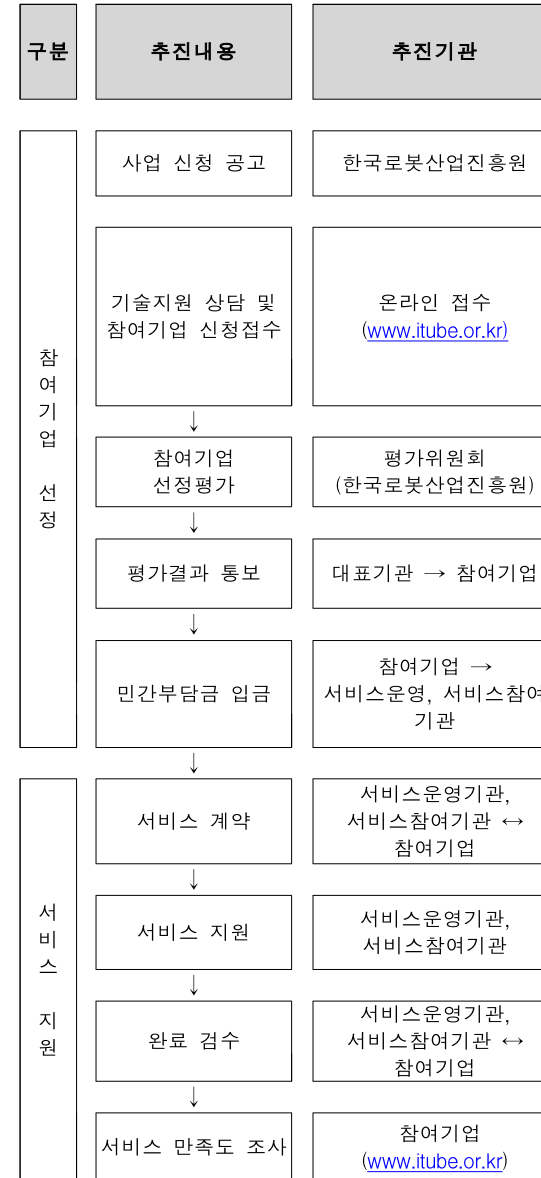 구분
추진내용
추진기관
참여기업 선정
사업 신청 공고
한국로봇산업진흥원
기술지원 상담 및
참여기업 신청접수
온라인 접수
(www.itube.or.kr)
↓
참여기업
선정평가
평가위원회
(한국로봇산업진흥원)
↓
평가결과 통보
대표기관 → 참여기업
↓
민간부담금 입금
참여기업 →
서비스운영, 서비스참여
기관
↓
서비스 지원
서비스 계약
서비스운영기관,
서비스참여기관 ↔
참여기업
↓
서비스 지원
서비스운영기관,
서비스참여기관
↓
완료 검수
서비스운영기관,
서비스참여기관 ↔
참여기업
↓
서비스 만족도 조사
참여기업
(www.itube.or.kr)